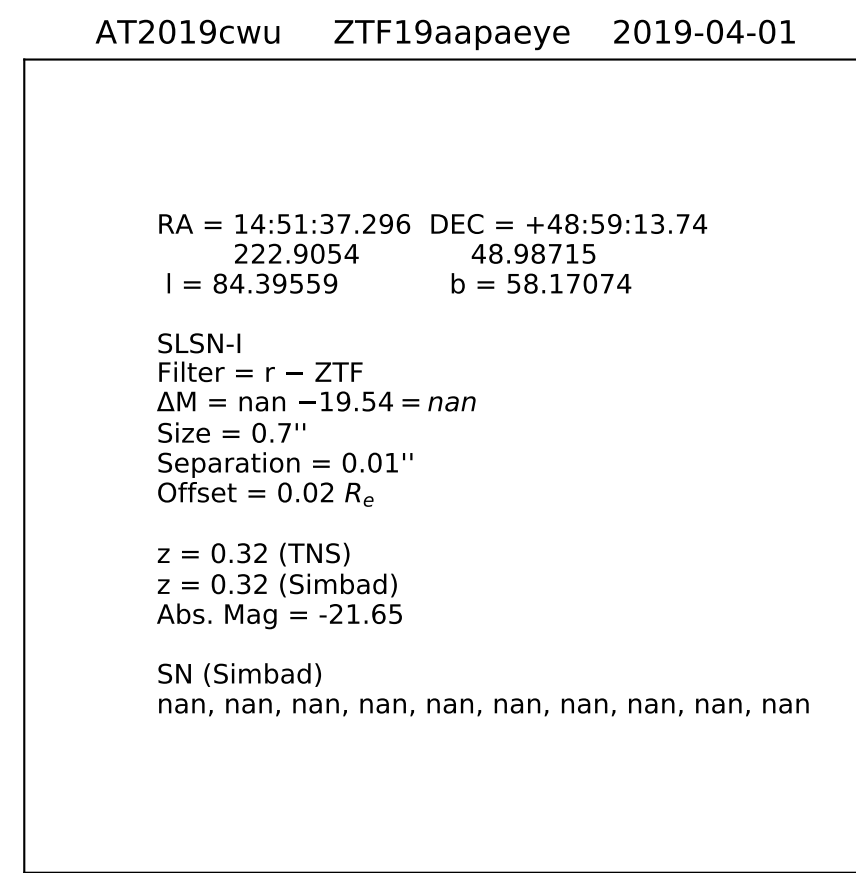 AT2019cwu ZTF19aapaeye 2019-04-01
RA = 14:51:37.296 DEC = +48:59:13.74
222.9054 48.98715
l = 84.39559 b = 58.17074
SLSN-I
Filter = r − ZTF
ΔM = nan −19.54 = nan
Size = 0.7''
Separation = 0.01''
Offset = 0.02 Rₑ
z = 0.32 (TNS)
z = 0.32 (Simbad)
Abs. Mag = -21.65
SN (Simbad)
nan, nan, nan, nan, nan, nan, nan, nan, nan, nan